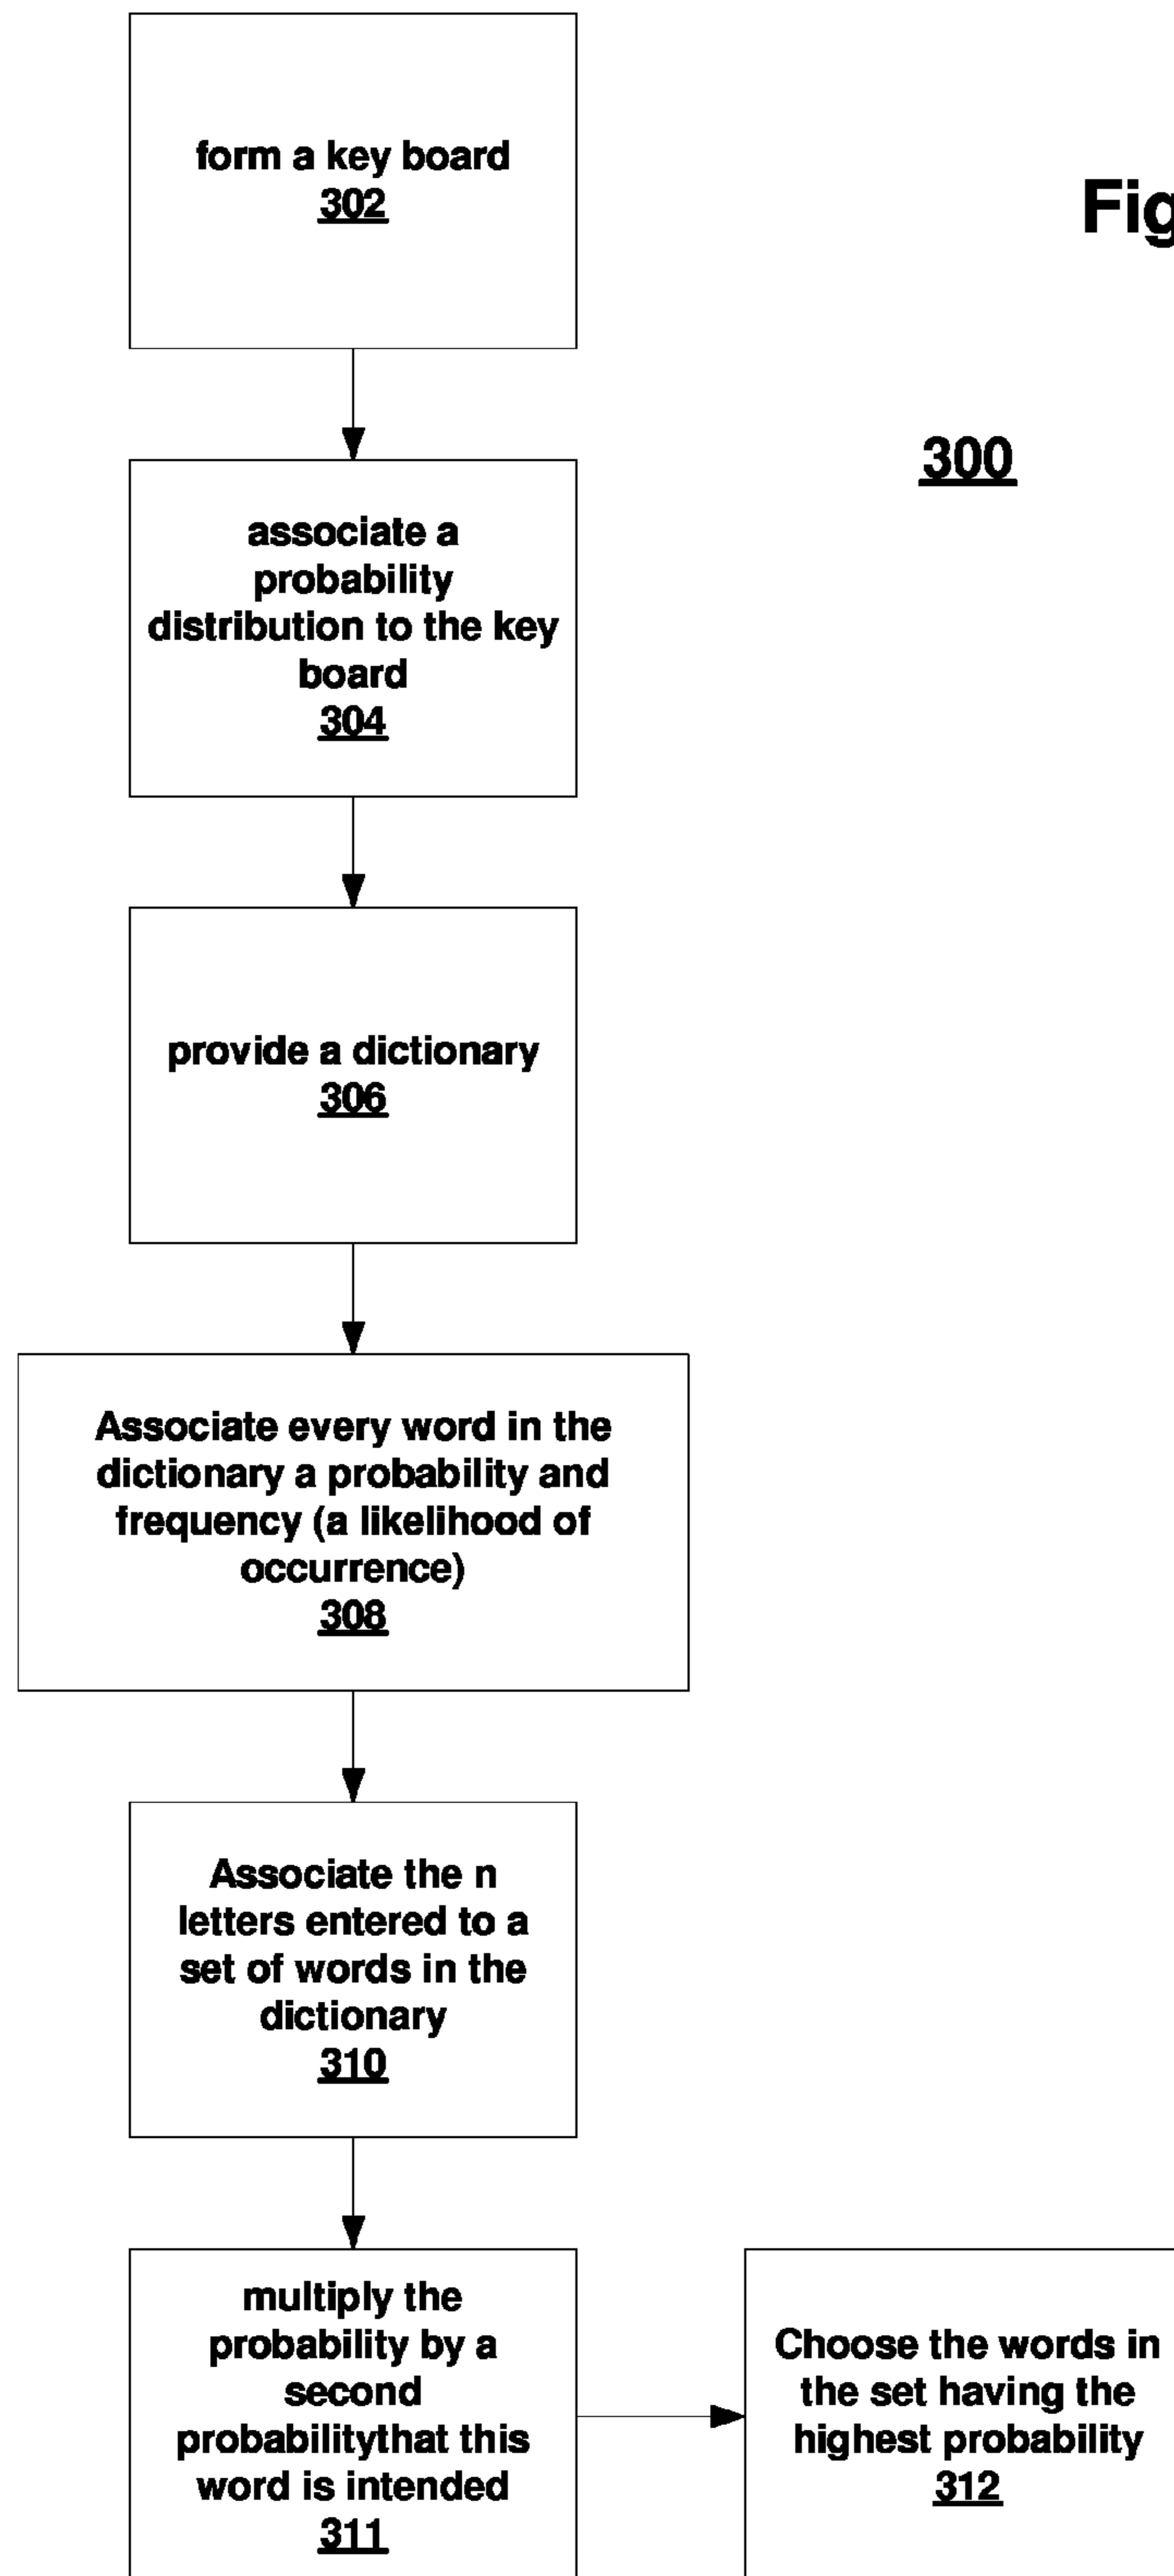 form a key board
302
Fig
300
associate a
probability
distribution to the key
board
304
provide a dictionary
306
Associate every word in the
dictionary a probability and
frequency (a likelihood of
occurrence)
308
Associate the n
letters entered to a
set of words in the
dictionary
310
multiply the
probability by a
second
probabilitythat this
word is intended
311
Choose the words in
the set having the
highest probability
312